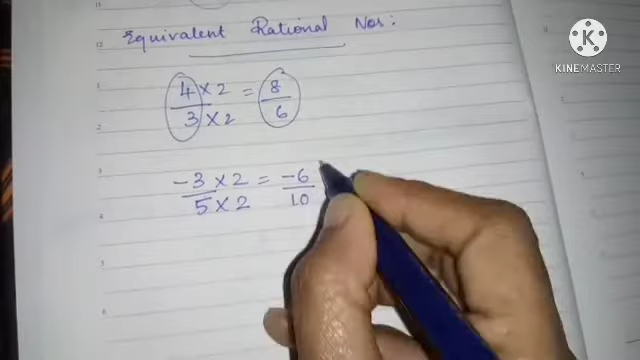 Equivalent Rational Nos:
4 × 2 = 8
3 × 2 6
-3 × 2 = -6
5 × 2 10
K
KINEMASTER